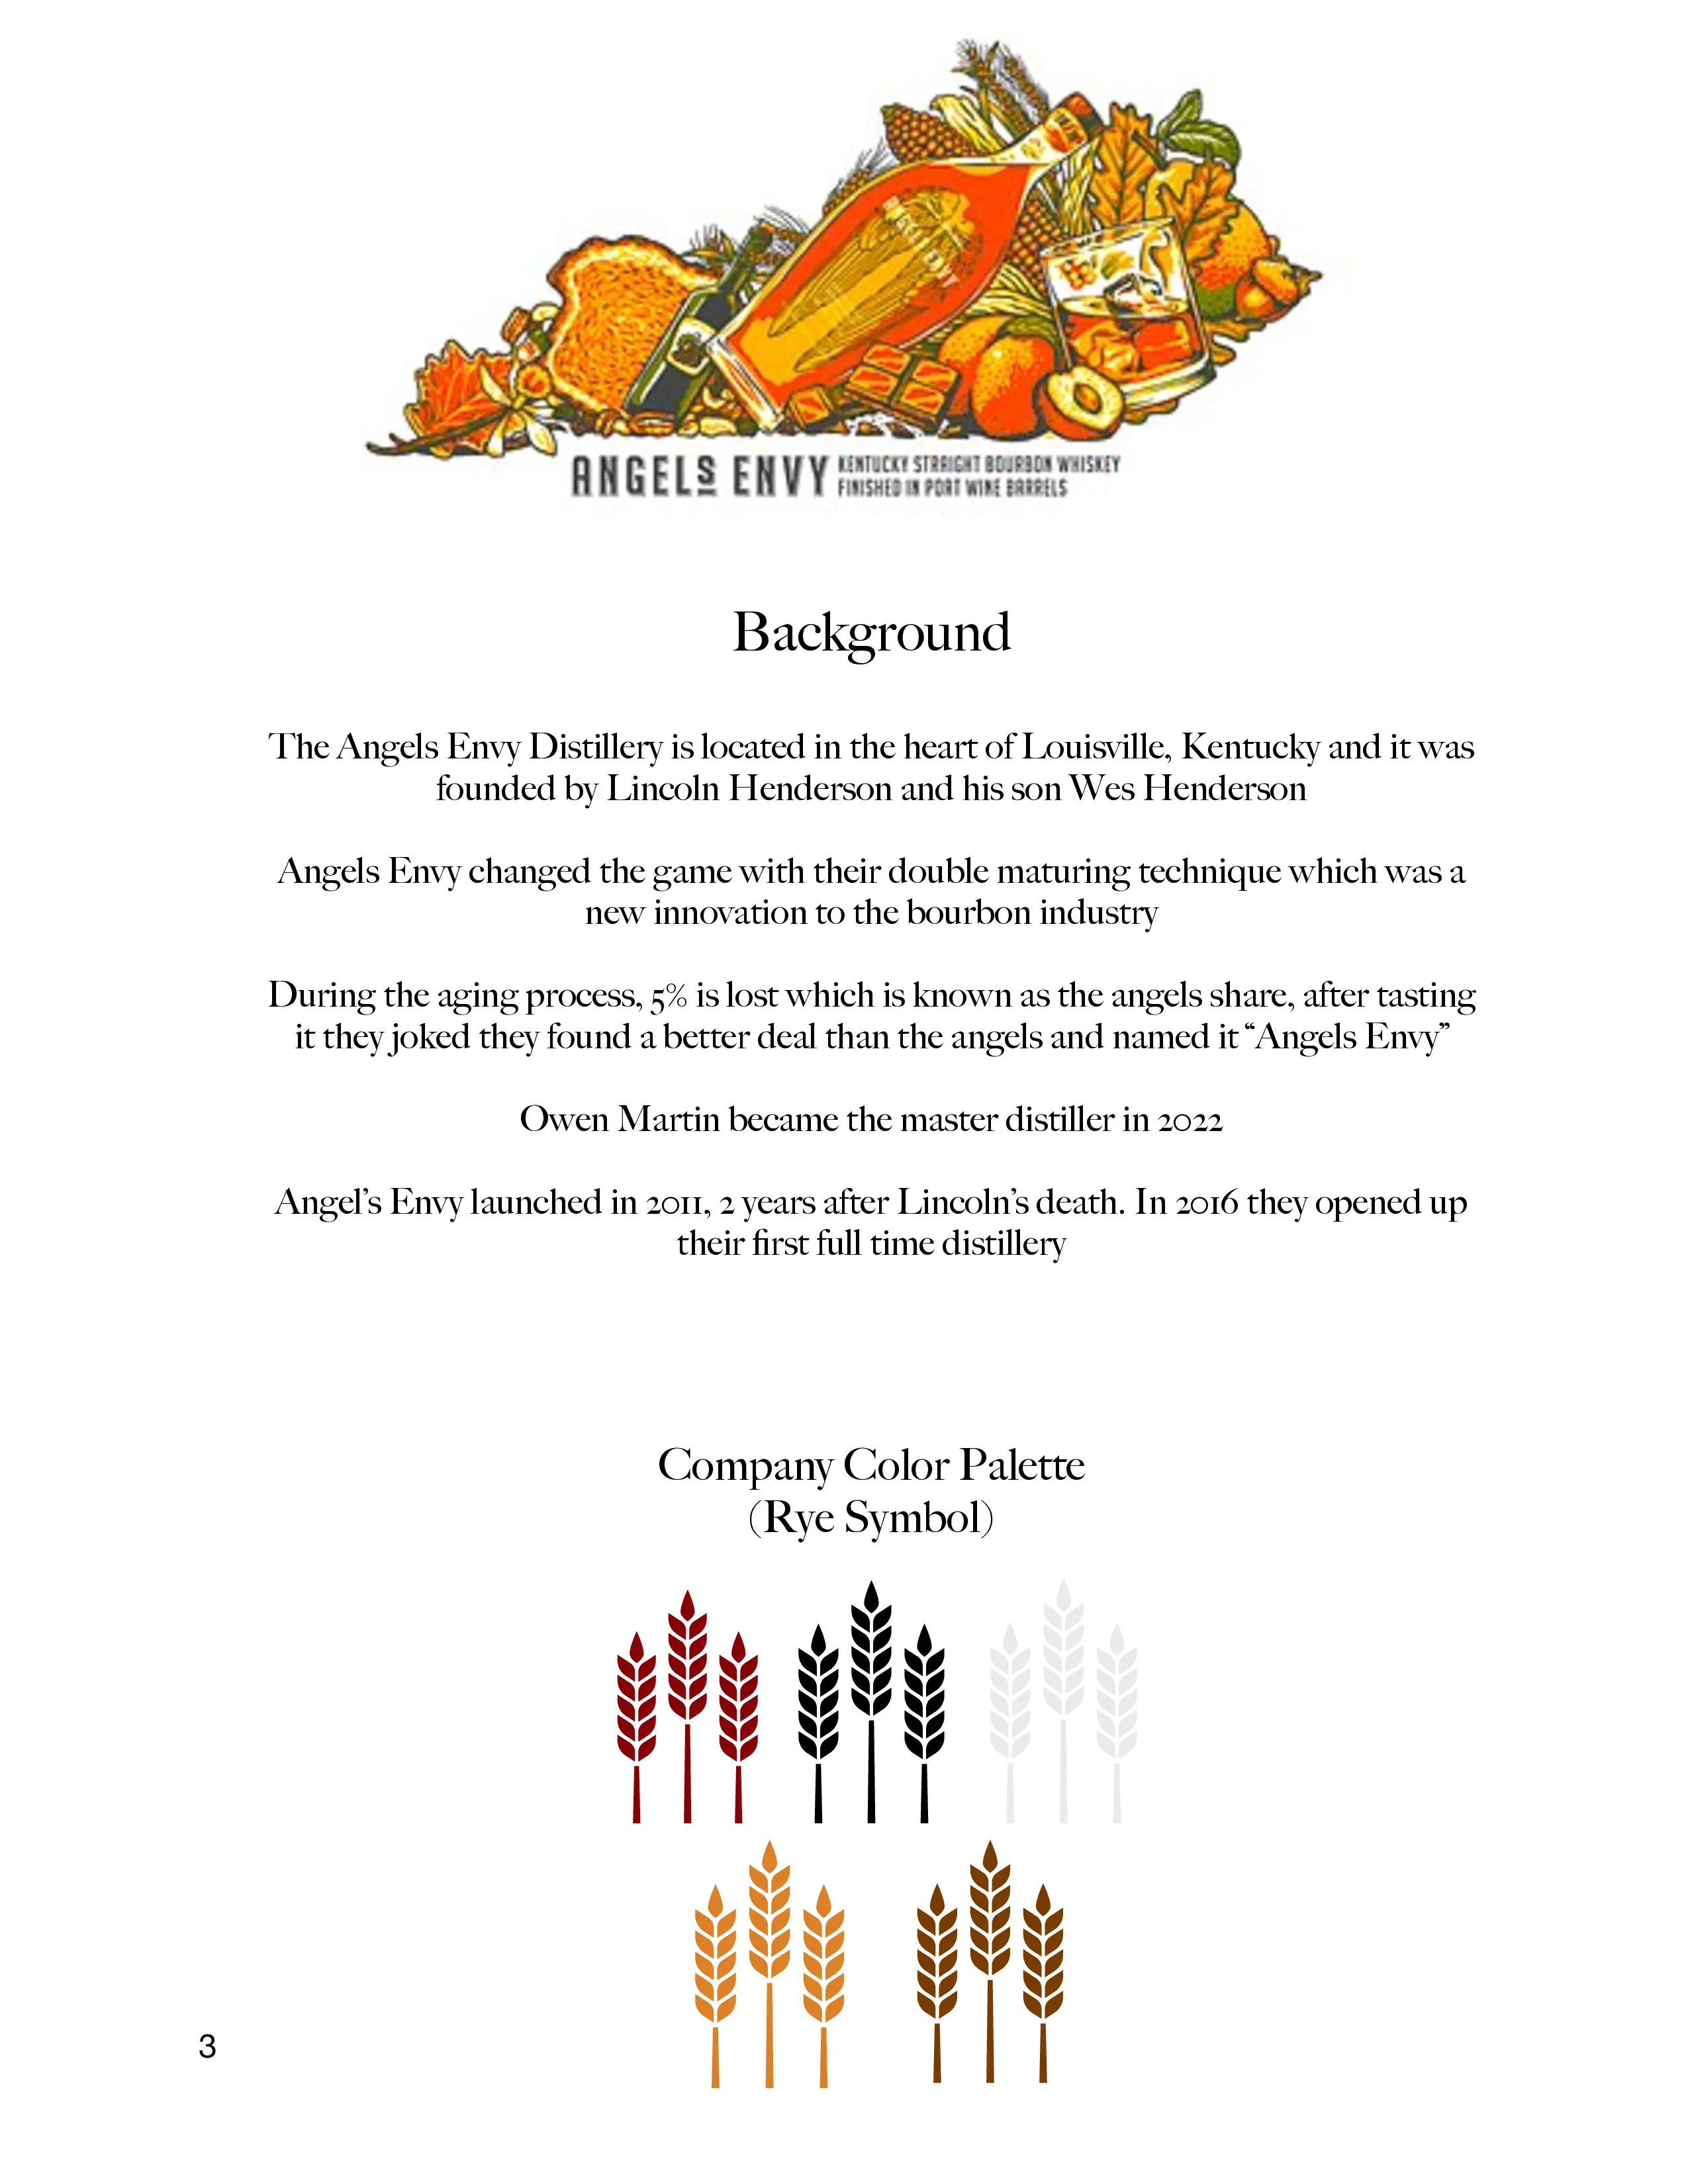 ANGELS ENVY KENTUCKY STRAIGHT BOURBON WHISKEY
FINISHED IN PORT WINE BARRELS
Background
The Angels Envy Distillery is located in the heart of Louisville, Kentucky and it was
founded by Lincoln Henderson and his son Wes Henderson
Angels Envy changed the game with their double maturing technique which was a
new innovation to the bourbon industry
During the aging process, 5% is lost which is known as the angels share, after tasting
it they joked they found a better deal than the angels and named it “Angels Envy”
Owen Martin became the master distiller in 2022
Angel’s Envy launched in 2011, 2 years after Lincoln’s death. In 2016 they opened up
their first full time distillery
Company Color Palette
(Rye Symbol)
3